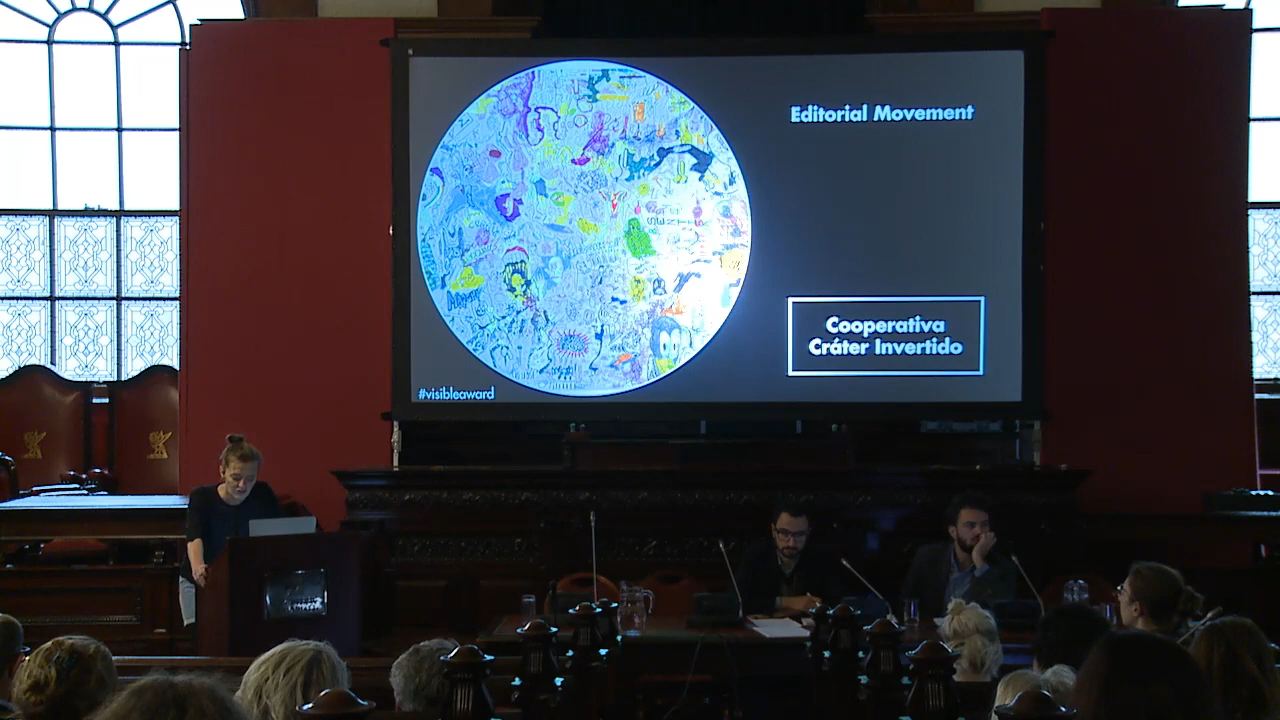 Editorial Movement
Cooperativa
Cráter Invertido
#visibleaward